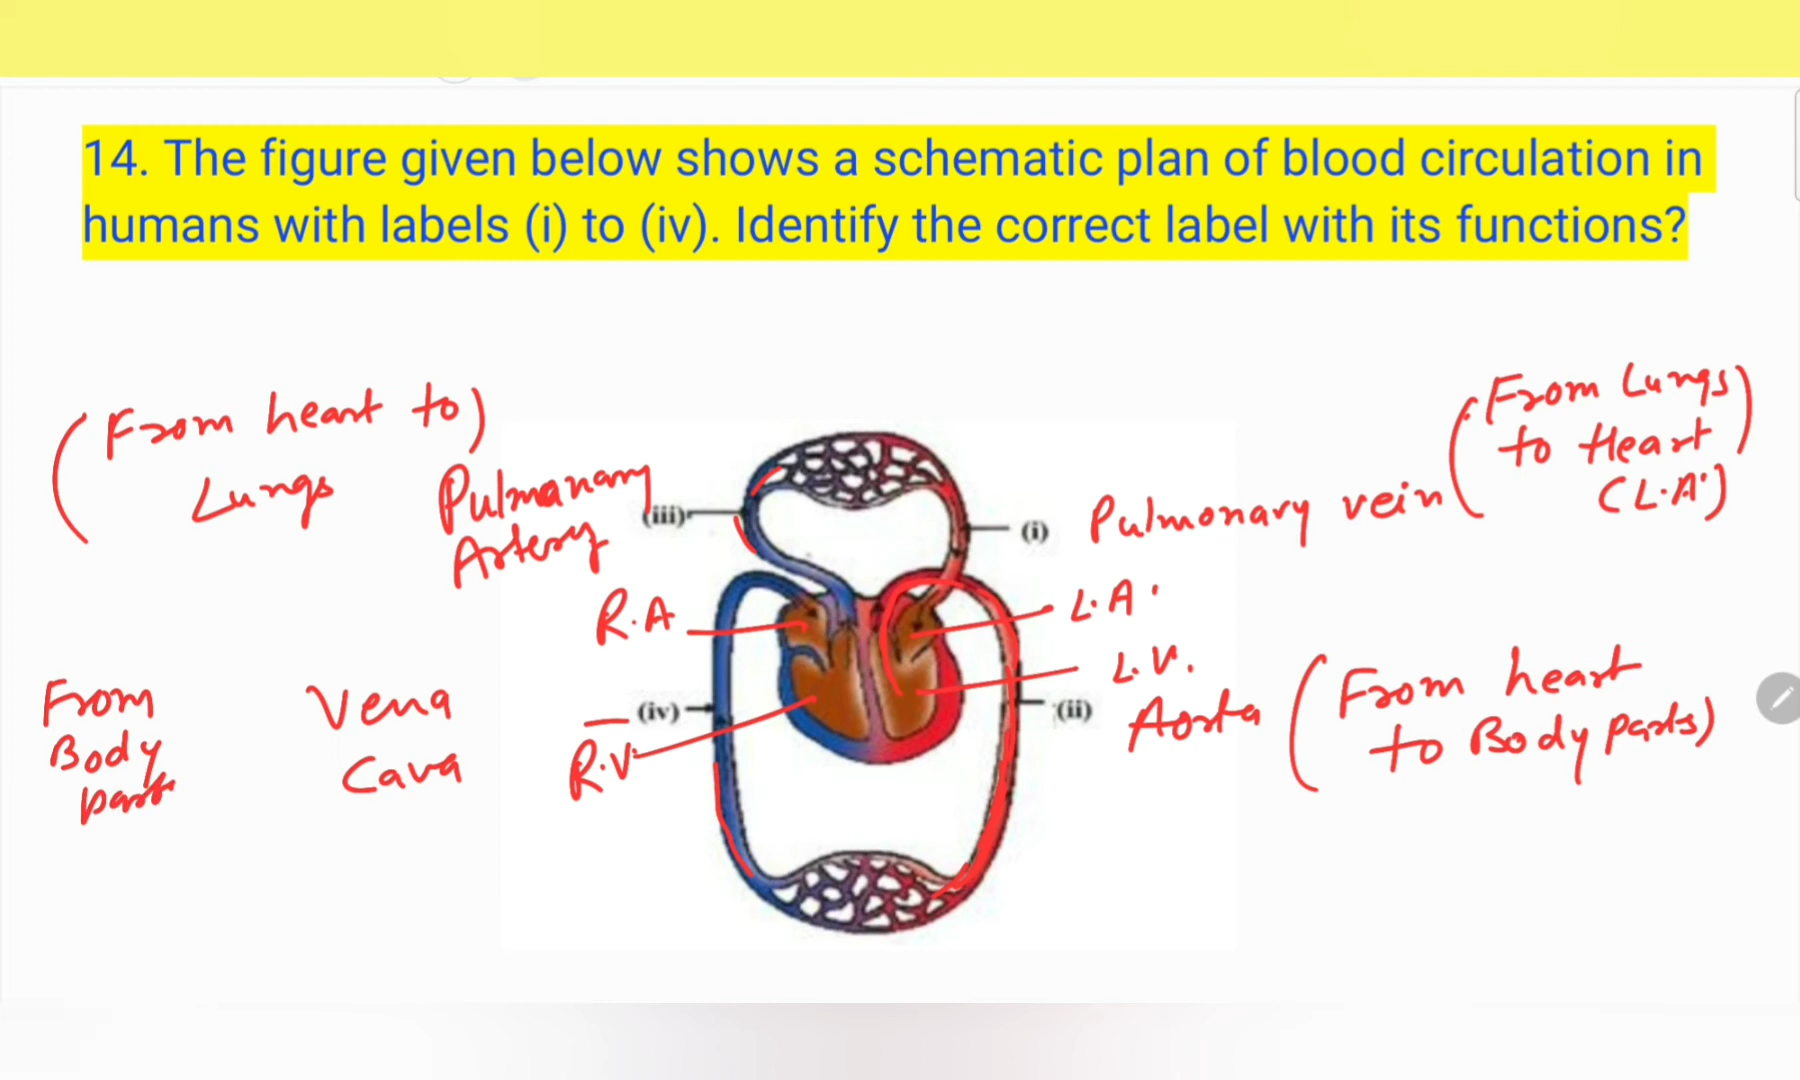 14. The figure given below shows a schematic plan of blood circulation in
humans with labels (i) to (iv). Identify the correct label with its functions?
(From heart to)
Lungs
Pulmanary
Artery
(iii)
(i)
Pulmonary vein
(From Lungs)
to Heart
(L.A.)
R.A
L.A.
L.V.
From
Body
part
Vena
Cava
(iv)
R.V
(ii)
Aorta
(From heart
to Body parts)